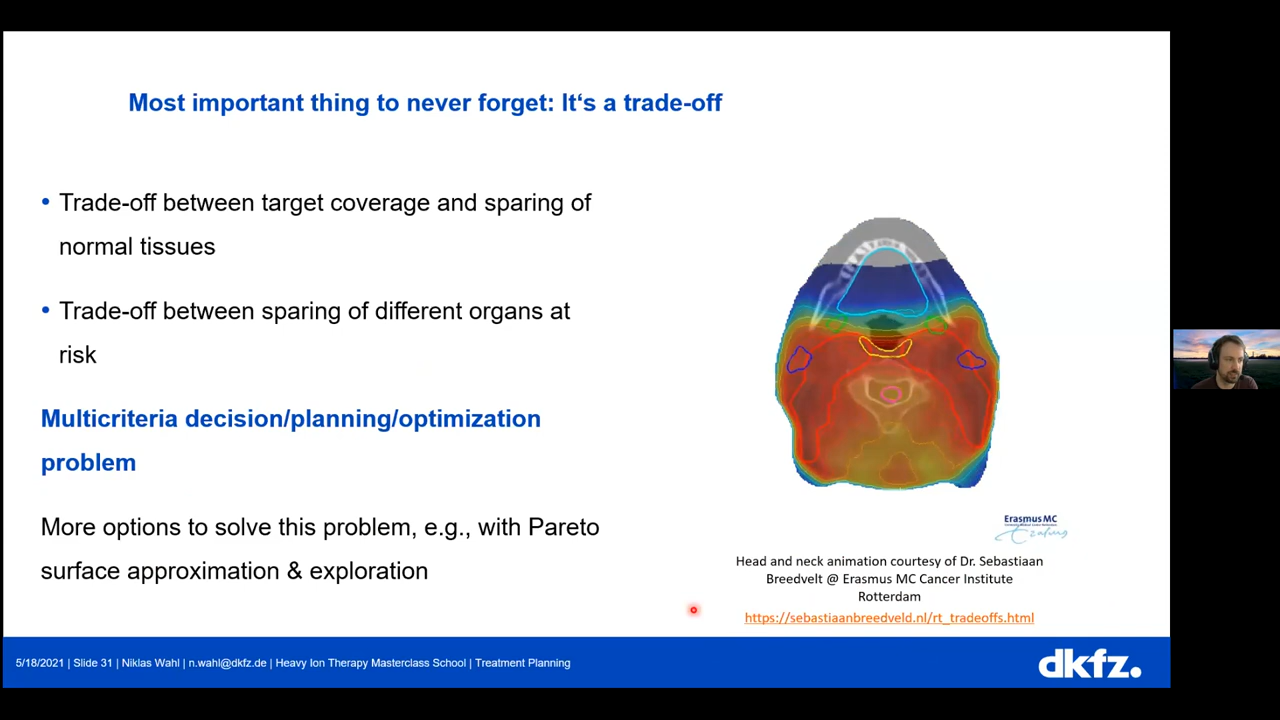 Most important thing to never forget: It‘s a trade-off
• Trade-off between target coverage and sparing of
normal tissues
• Trade-off between sparing of different organs at
risk
Multicriteria decision/planning/optimization
problem
More options to solve this problem, e.g., with Pareto
surface approximation & exploration
Erasmus MC
Head and neck animation courtesy of Dr. Sebastiaan
Breedvelt @ Erasmus MC Cancer Institute
Rotterdam
https://sebastiaanbreedveld.nl/rt_tradeoffs.html
5/18/2021 | Slide 31 | Niklas Wahl | n.wahl@dkfz.de | Heavy Ion Therapy Masterclass School | Treatment Planning
dkfz.